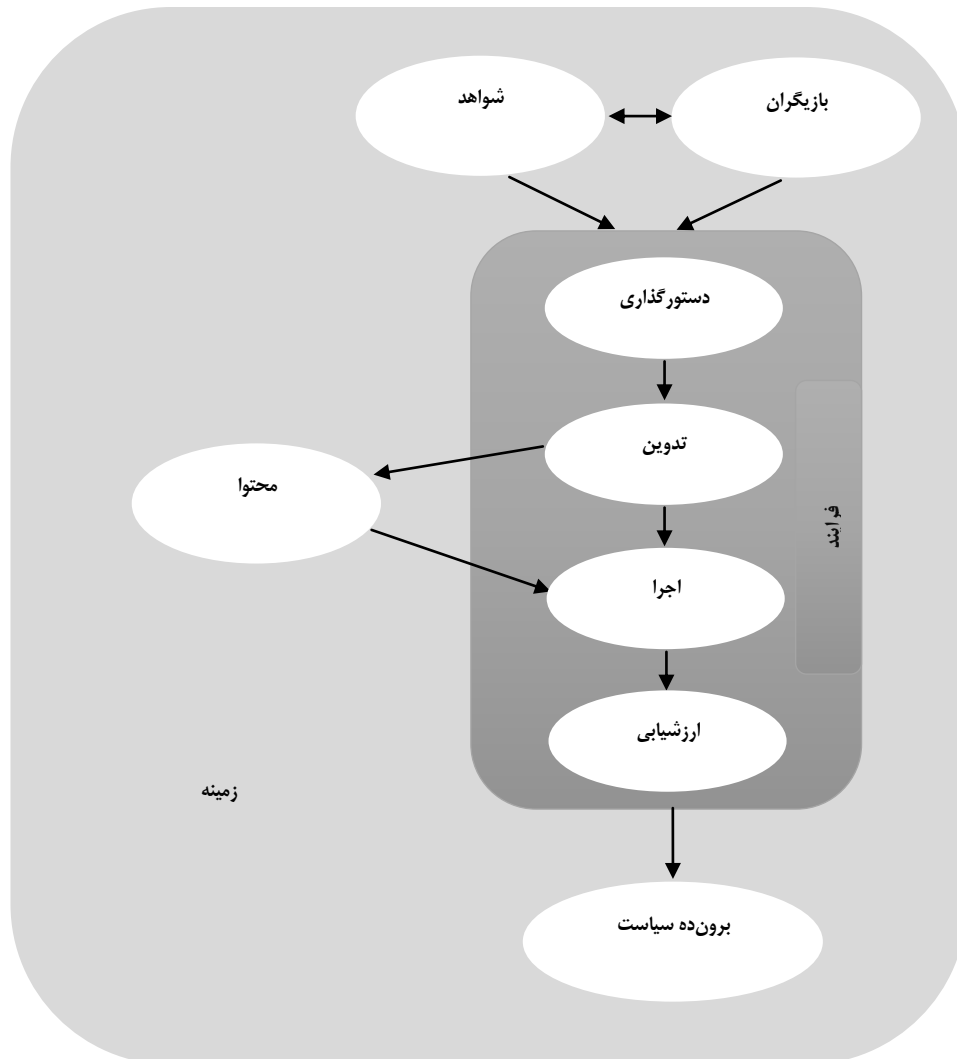 بازیگران
شواهد
دستورگذاری
تدوین
محتوا
فرایند
اجرا
ارزشیابی
زمینه
برون‌ده سیاست